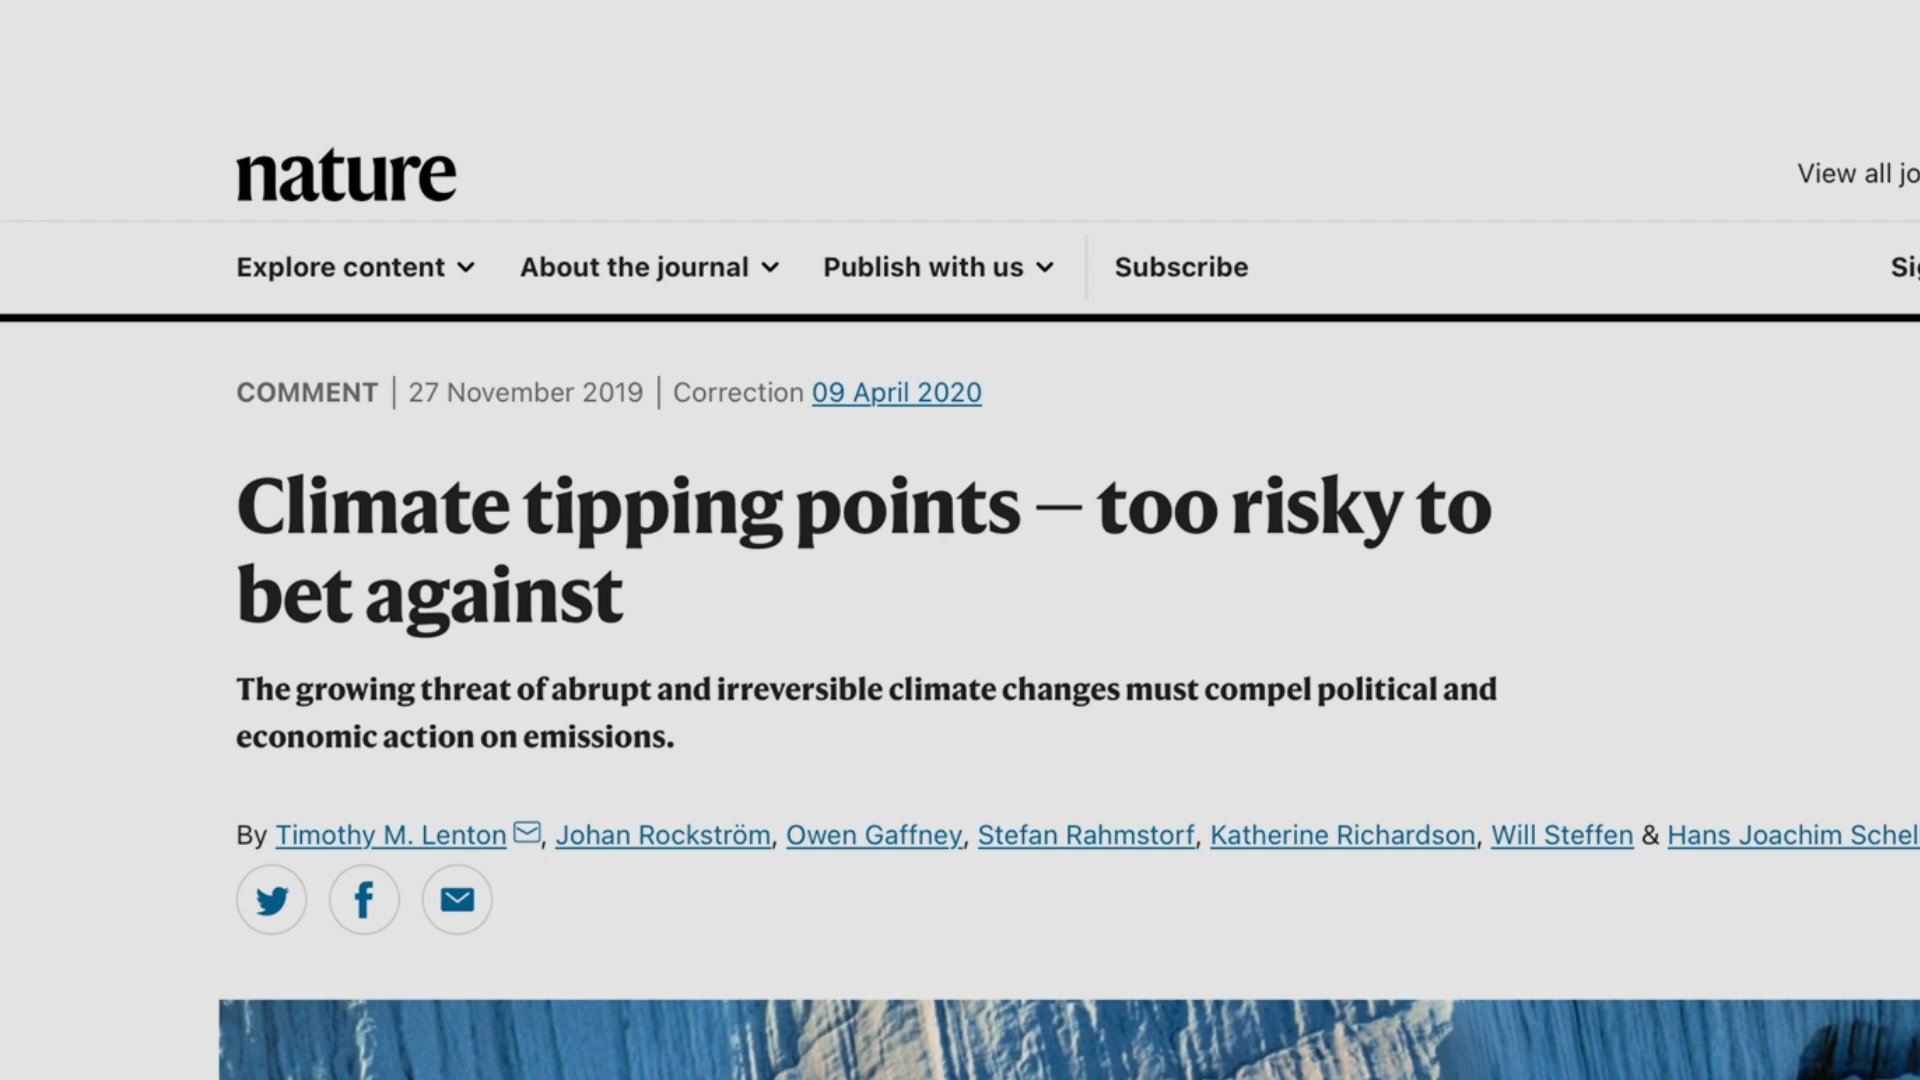 nature
View all jo
Explore content
About the journal
Publish with us
Subscribe
Sig
COMMENT | 27 November 2019 | Correction 09 April 2020
Climate tipping points — too risky to
bet against
The growing threat of abrupt and irreversible climate changes must compel political and
economic action on emissions.
By Timothy M. Lenton, Johan Rockström, Owen Gaffney, Stefan Rahmstorf, Katherine Richardson, Will Steffen & Hans Joachim Schel